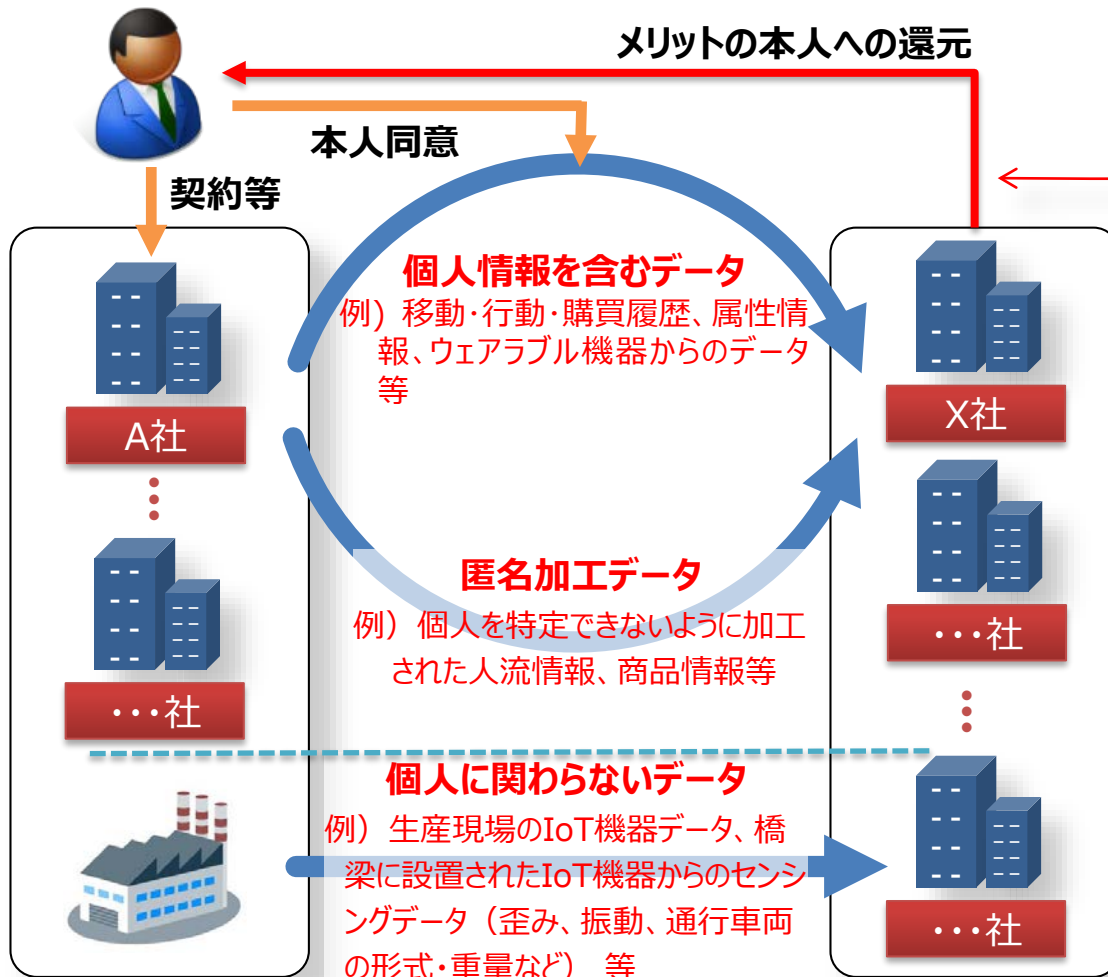 メリットの本人への還元
本人同意
契約等
個人情報を含むデータ
例）移動・行動・購買履歴、属性情
報、ウェアラブル機器からのデータ
等
A社
X社
匿名加工データ
例）個人を特定できないように加工
された人流情報、商品情報等
・・・社
・・・社
個人に関わらないデータ
例）生産現場のIoT機器データ、橋
梁に設置されたIoT機器からのセンシ
ングデータ（歪み、振動、通行車両
の形式・重量など） 等
・・・社